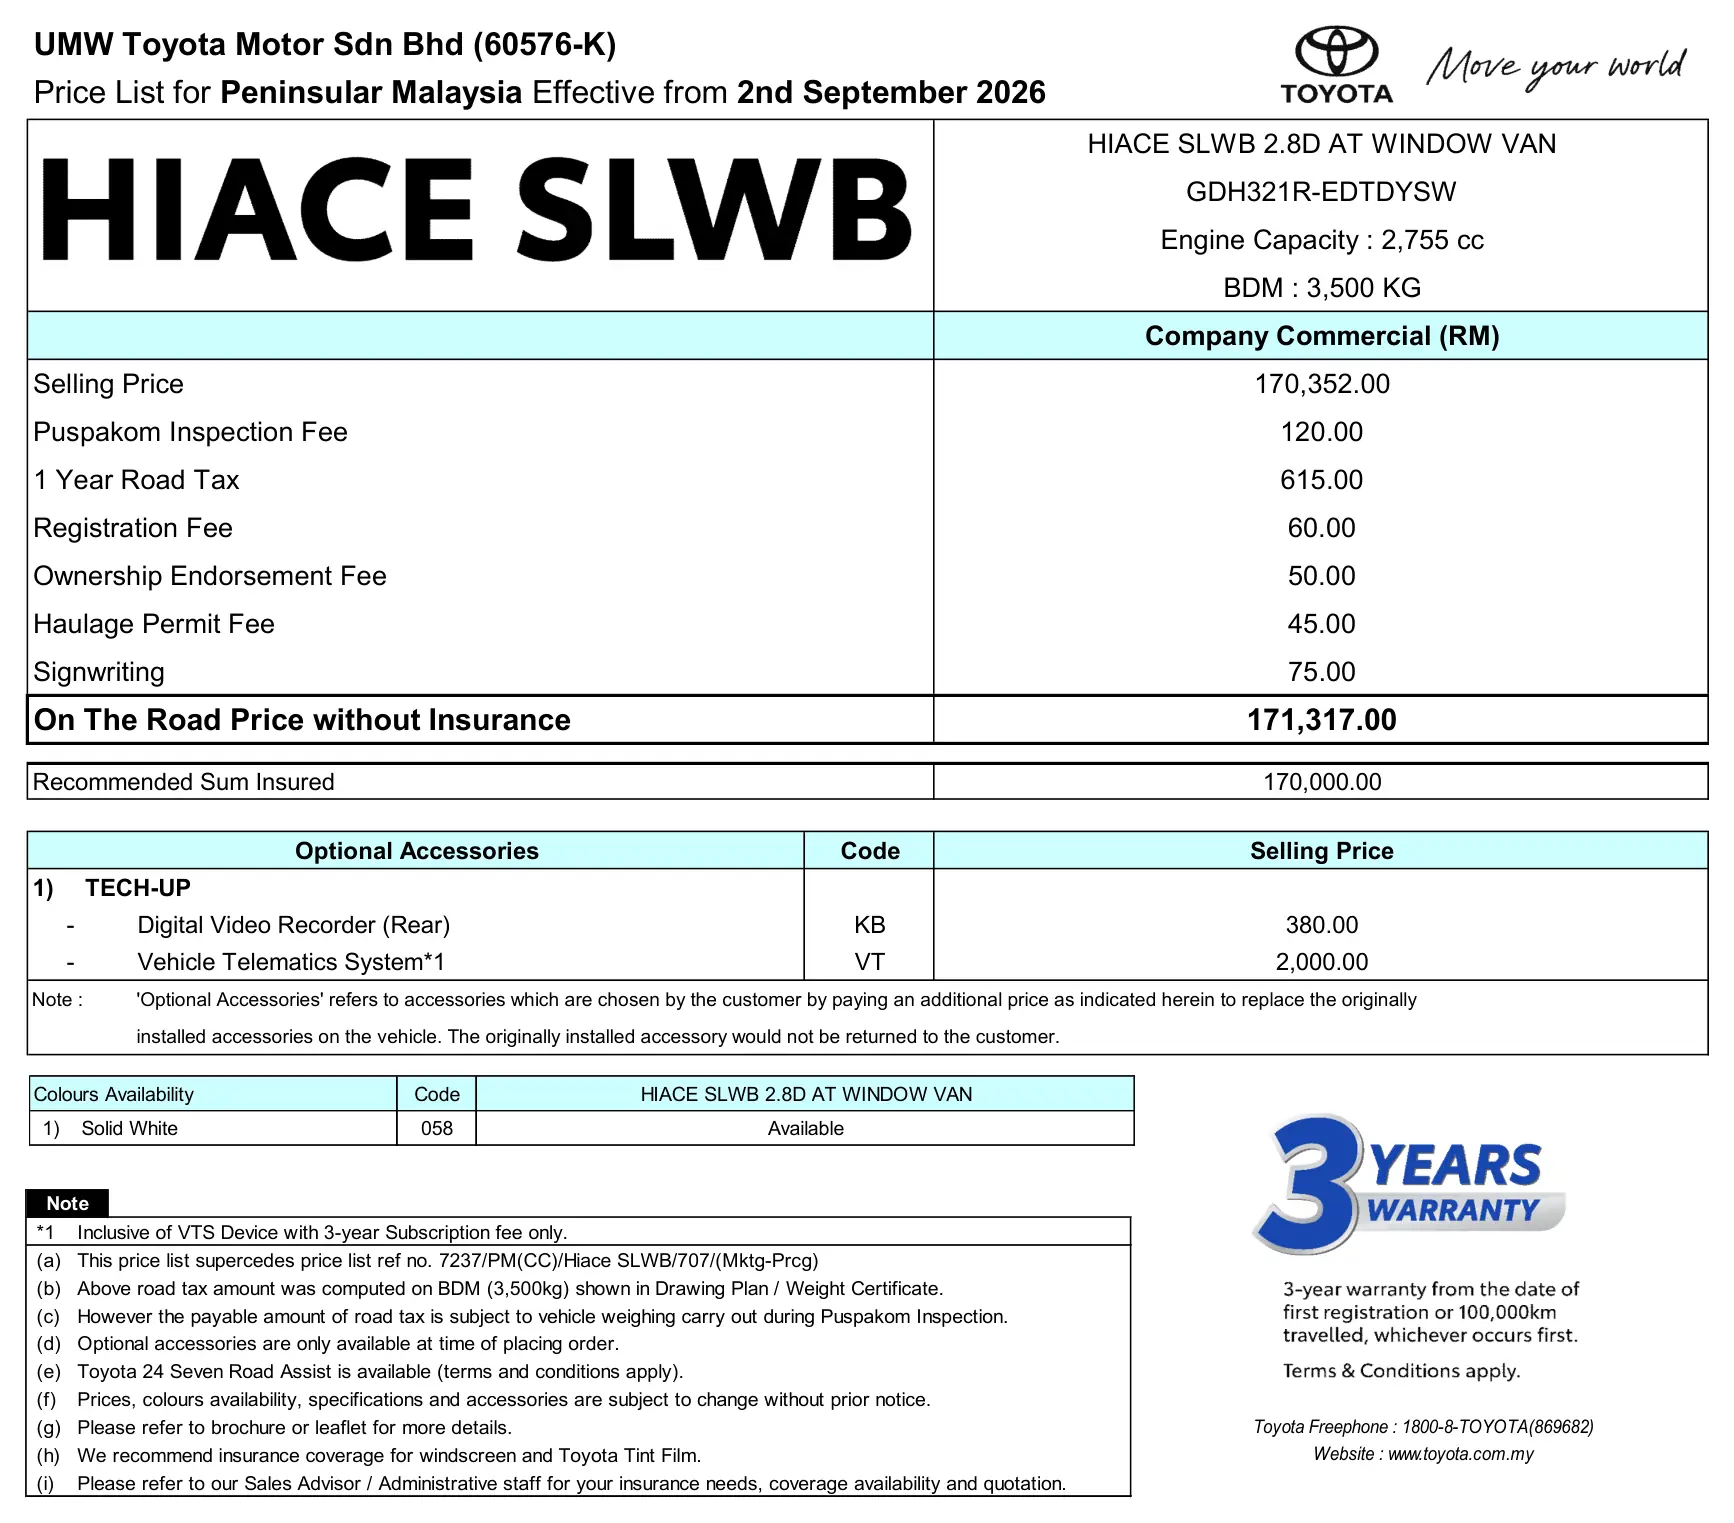 UMW Toyota Motor Sdn Bhd (60576-K)
Price List for Peninsular Malaysia Effective from 2nd September 2026
TOYOTA
Move your world
HIACE SLWB
HIACE SLWB 2.8D AT WINDOW VAN
GDH321R-EDTDYSW
Engine Capacity : 2,755 cc
BDM : 3,500 KG
Company Commercial (RM)
Selling Price 170,352.00
Puspakom Inspection Fee 120.00
1 Year Road Tax 615.00
Registration Fee 60.00
Ownership Endorsement Fee 50.00
Haulage Permit Fee 45.00
Signwriting 75.00
On The Road Price without Insurance 171,317.00
Recommended Sum Insured 170,000.00
Optional Accessories Code Selling Price
1) TECH-UP
- Digital Video Recorder (Rear) KB 380.00
- Vehicle Telematics System*1 VT 2,000.00
Note : 'Optional Accessories' refers to accessories which are chosen by the customer by paying an additional price as indicated herein to replace the originally
installed accessories on the vehicle. The originally installed accessory would not be returned to the customer.
Colours Availability Code HIACE SLWB 2.8D AT WINDOW VAN
1) Solid White 058 Available
Note
*1 Inclusive of VTS Device with 3-year Subscription fee only.
(a) This price list supercedes price list ref no. 7237/PM(CC)/Hiace SLWB/707/(Mktg-Prcg)
(b) Above road tax amount was computed on BDM (3,500kg) shown in Drawing Plan / Weight Certificate.
(c) However the payable amount of road tax is subject to vehicle weighing carry out during Puspakom Inspection.
(d) Optional accessories are only available at time of placing order.
(e) Toyota 24 Seven Road Assist is available (terms and conditions apply).
(f) Prices, colours availability, specifications and accessories are subject to change without prior notice.
(g) Please refer to brochure or leaflet for more details.
(h) We recommend insurance coverage for windscreen and Toyota Tint Film.
(i) Please refer to our Sales Advisor / Administrative staff for your insurance needs, coverage availability and quotation.
3 YEARS
WARRANTY
3-year warranty from the date of
first registration or 100,000km
travelled, whichever occurs first.
Terms & Conditions apply.
Toyota Freephone : 1800-8-TOYOTA(869682)
Website : www.toyota.com.my